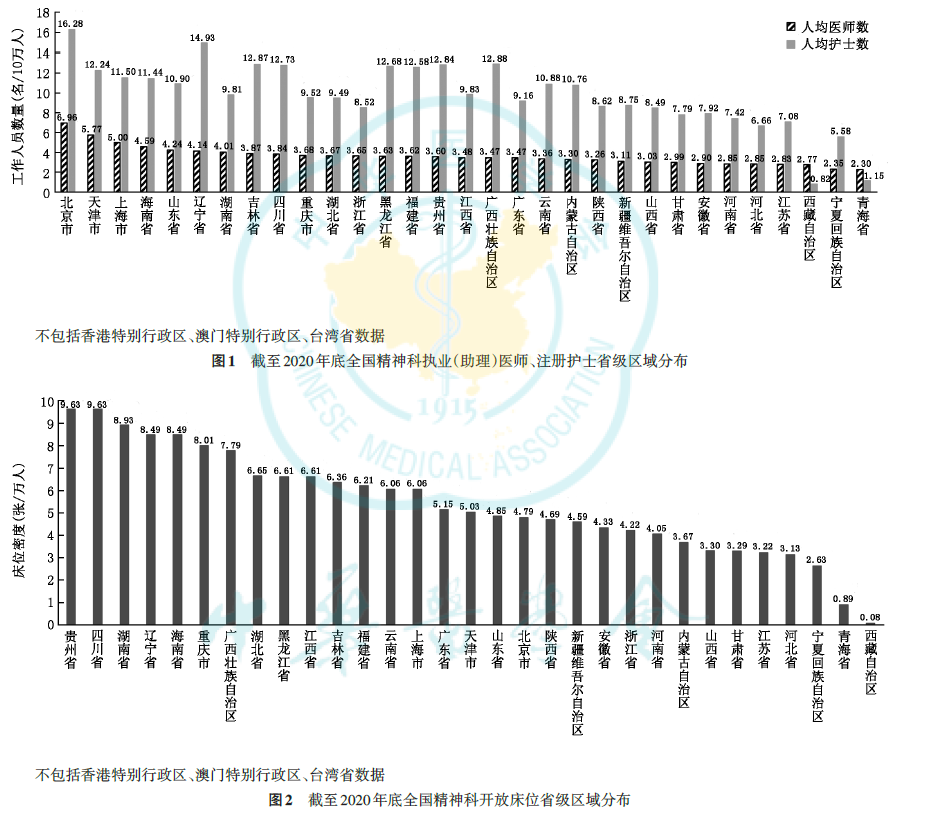 工作人员数量(名/10万人)
18
16
14
12
10
8
6
4
2
0
人均医师数
人均护士数
16.28 12.24 11.50 11.44 10.90 14.93 9.81 12.87 12.73 9.52 9.49 8.52 12.68 12.58 12.84 9.83 12.88 9.16 10.88 10.76 8.62 8.75 8.49 7.79 7.92 7.42 6.66 7.08 0.82 5.58 1.15
6.96 5.77 5.00 4.59 4.24 4.14 4.01 3.87 3.84 3.68 3.67 3.65 3.63 3.62 3.60 3.48 3.47 3.47 3.36 3.30 3.26 3.11 3.03 2.99 2.90 2.85 2.85 2.83 2.77 2.35 2.30
北京市 天津市 上海市 海南省 山东省 辽宁省 湖南省 吉林省 四川省 重庆市 湖北省 浙江省 黑龙江省 福建省 贵州省 江西省 广西壮族自治区 广东省 云南省 内蒙古自治区 陕西省 新疆维吾尔自治区 山西省 甘肃省 安徽省 河南省 河北省 江苏省 西藏自治区 宁夏回族自治区 青海省
不包括香港特别行政区、澳门特别行政区、台湾省数据
图1 截至2020年底全国精神科执业(助理)医师、注册护士省级区域分布
1915
CHINESE MEDICAL ASSOCIATION
床位密度(张/万人)
10
9
8
7
6
5
4
3
2
1
0
9.63 9.63 8.93 8.49 8.49 8.01 7.79 6.65 6.61 6.61 6.36 6.21 6.06 6.06 5.15 5.03 4.85 4.79 4.69 4.59 4.33 4.22 4.05 3.67 3.30 3.29 3.22 3.13 2.63 0.89 0.08
贵州省 四川省 湖南省 辽宁省 海南省 重庆市 广西壮族自治区 湖北省 黑龙江省 江西省 吉林省 福建省 云南省 上海市 广东省 天津市 山东省 北京市 陕西省 新疆维吾尔自治区 安徽省 浙江省 河南省 内蒙古自治区 山西省 甘肃省 江苏省 河北省 宁夏回族自治区 青海省 西藏自治区
不包括香港特别行政区、澳门特别行政区、台湾省数据
图2 截至2020年底全国精神科开放床位省级区域分布